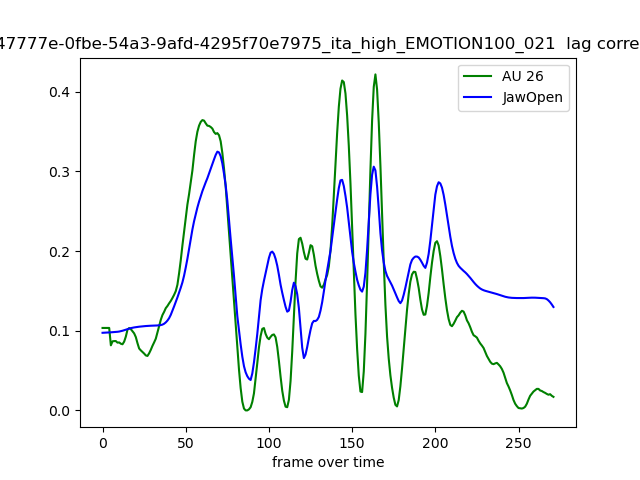 47777e-0fbe-54a3-9afd-4295f70e7975_ita_high_EMOTION100_021 lag corre
AU 26
JawOpen
0.4
0.3
0.2
0.1
0.0
0 50 100 150 200 250
frame over time